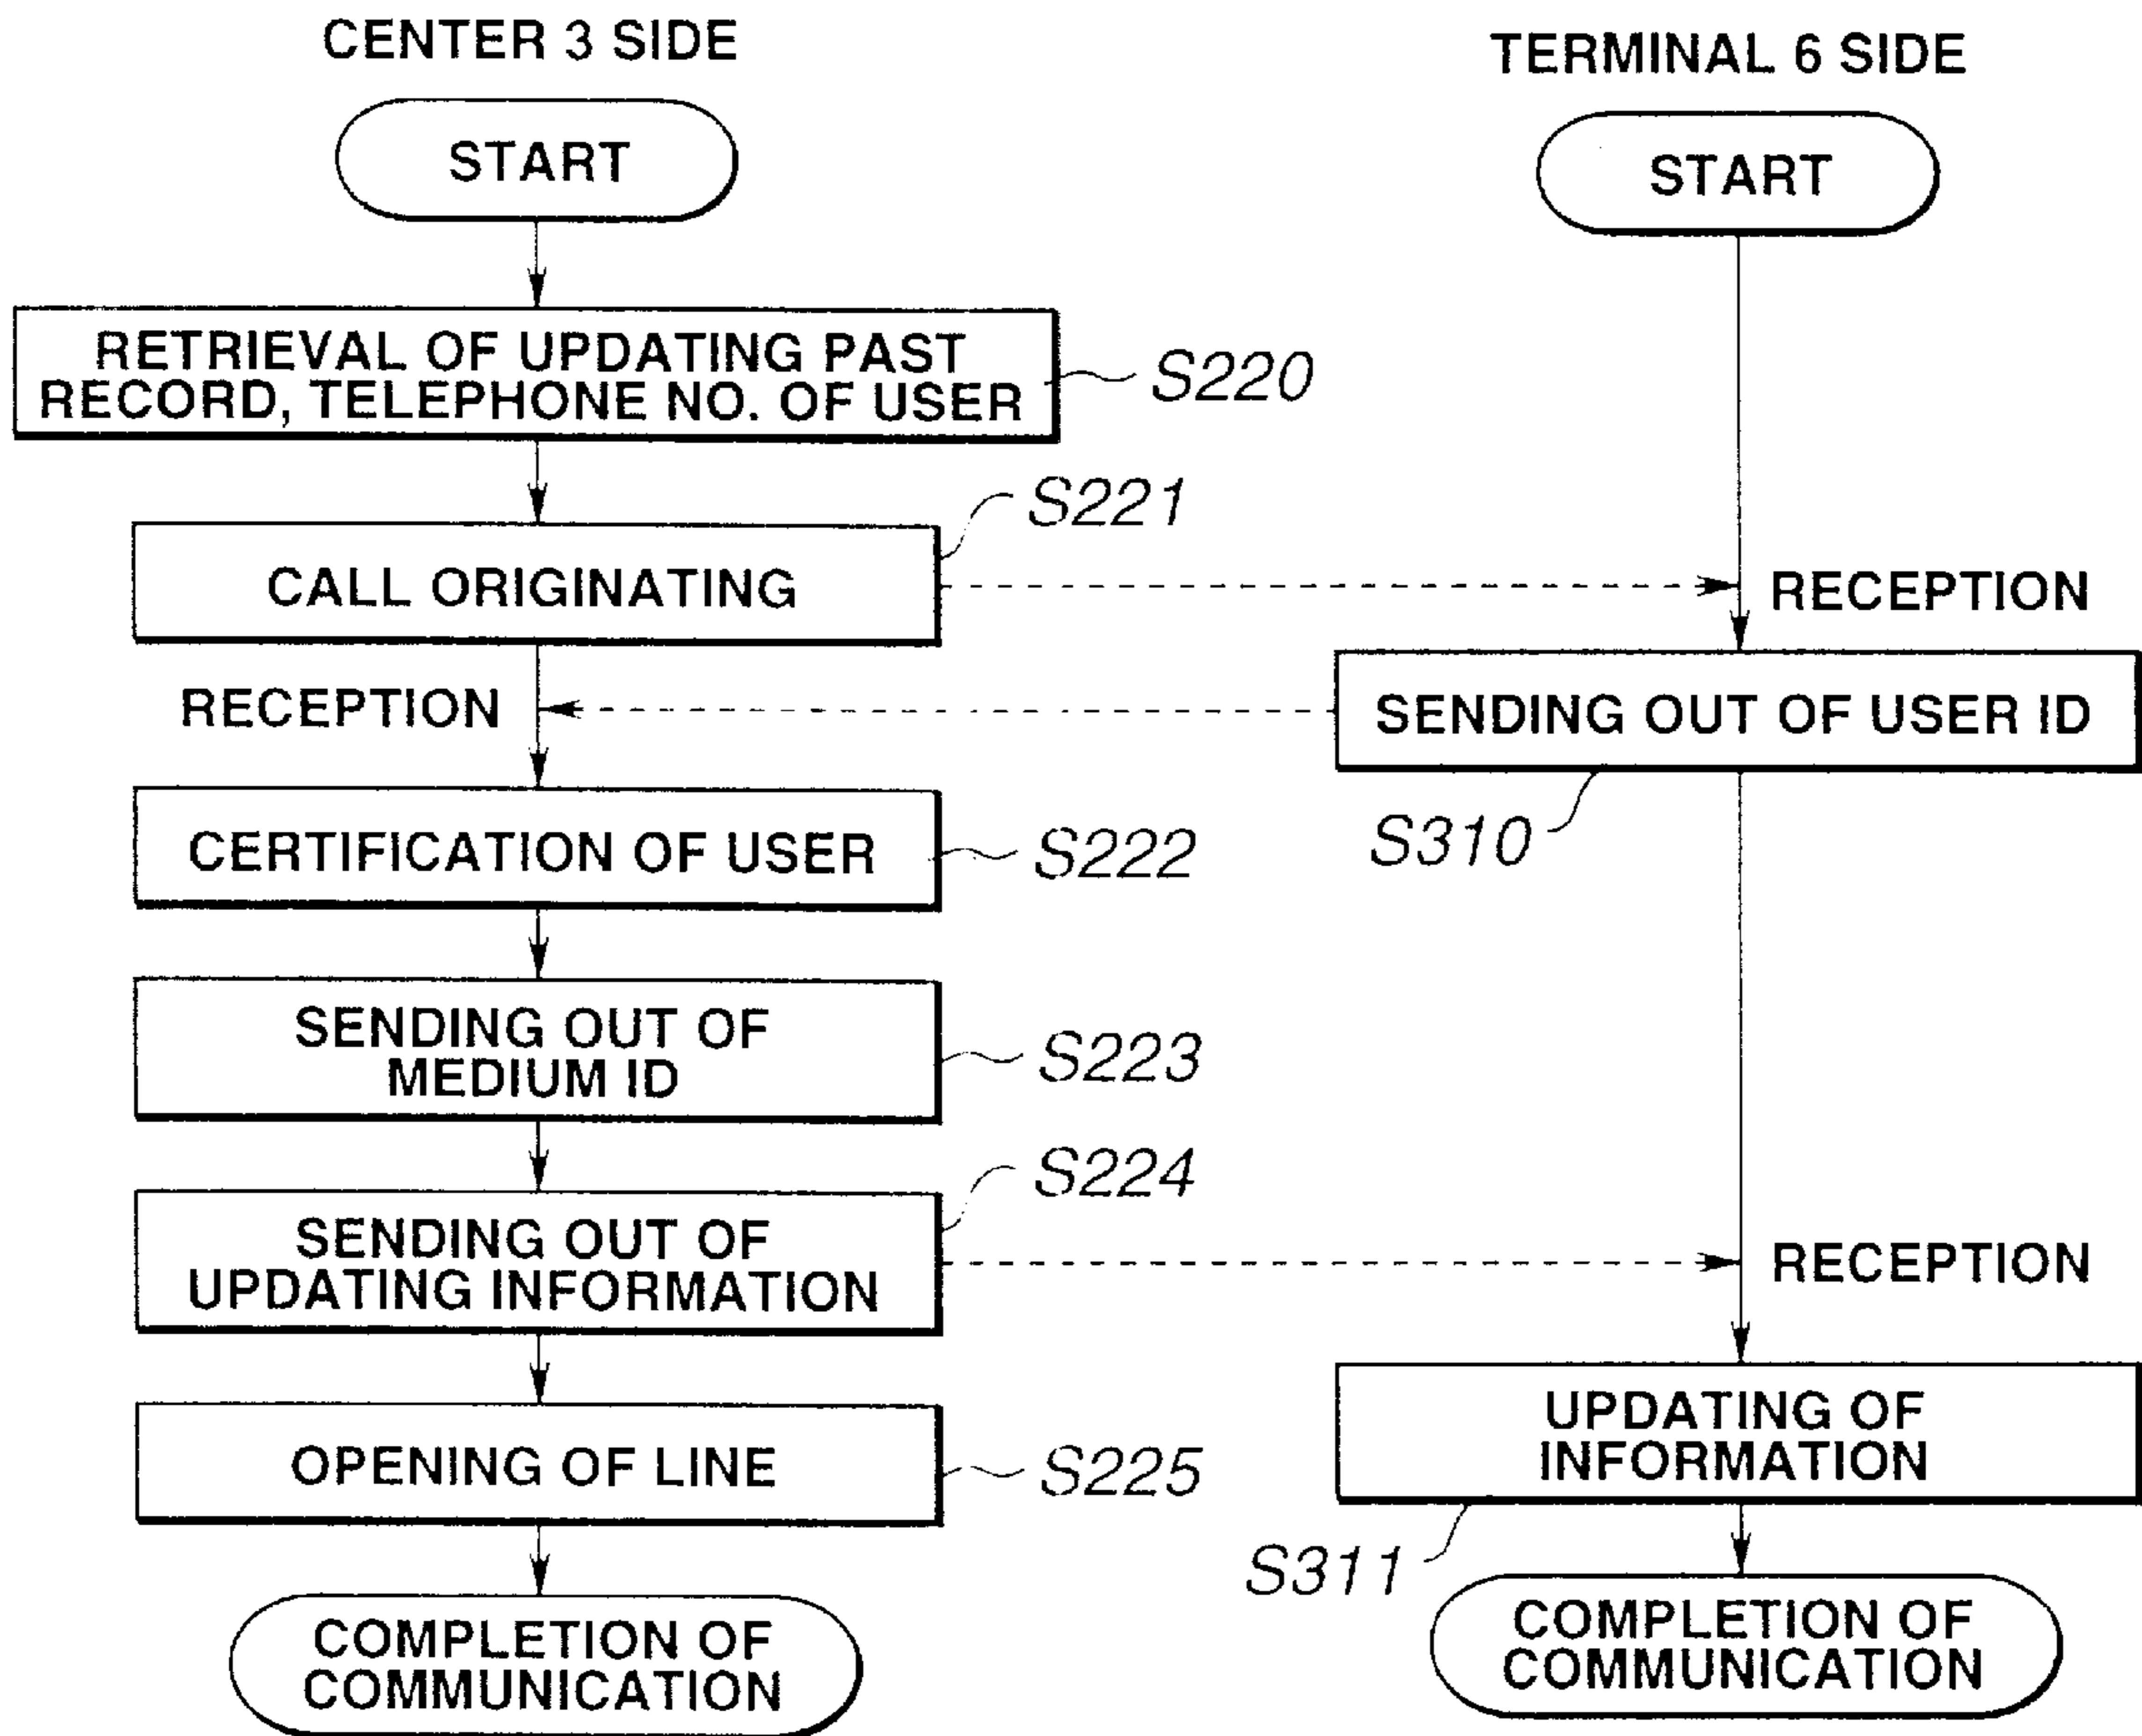 CENTER 3 SIDE
START
RETRIEVAL OF UPDATING PAST
RECORD, TELEPHONE NO. OF USER
S220
CALL ORIGINATING
S221
RECEPTION
CERTIFICATION OF USER
S222
SENDING OUT OF
MEDIUM ID
S223
SENDING OUT OF
UPDATING INFORMATION
S224
OPENING OF LINE
S225
COMPLETION OF
COMMUNICATION
TERMINAL 6 SIDE
START
RECEPTION
SENDING OUT OF USER ID
S310
RECEPTION
UPDATING OF
INFORMATION
S311
COMPLETION OF
COMMUNICATION